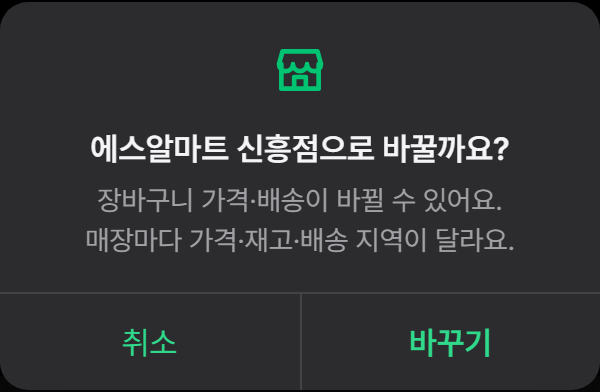 에스알마트 신흥점으로 바꿀까요?
장바구니 가격·배송이 바뀔 수 있어요.
매장마다 가격·재고·배송 지역이 달라요.
취소
바꾸기